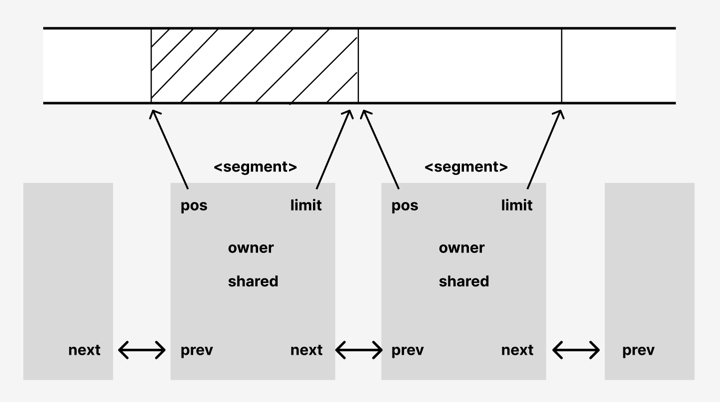 <segment> <segment>
pos limit pos limit
owner owner
shared shared
next prev next prev next prev